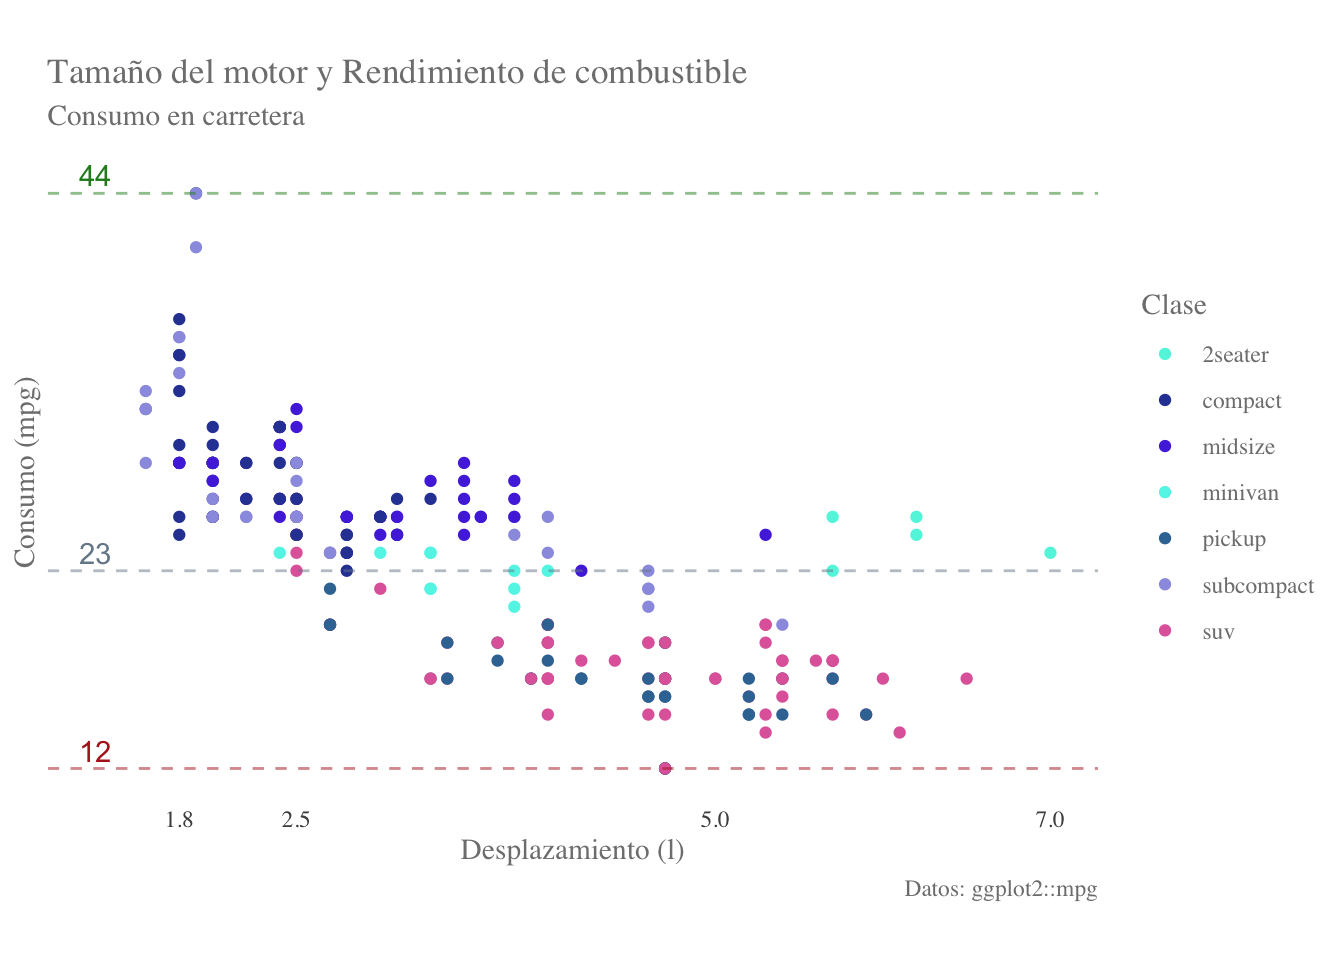 Tamaño del motor y Rendimiento de combustible
Consumo en carretera
44
23
12
Consumo (mpg)
1.8 2.5 5.0 7.0
Desplazamiento (l)
Clase
2seater
compact
midsize
minivan
pickup
subcompact
suv
Datos: ggplot2::mpg